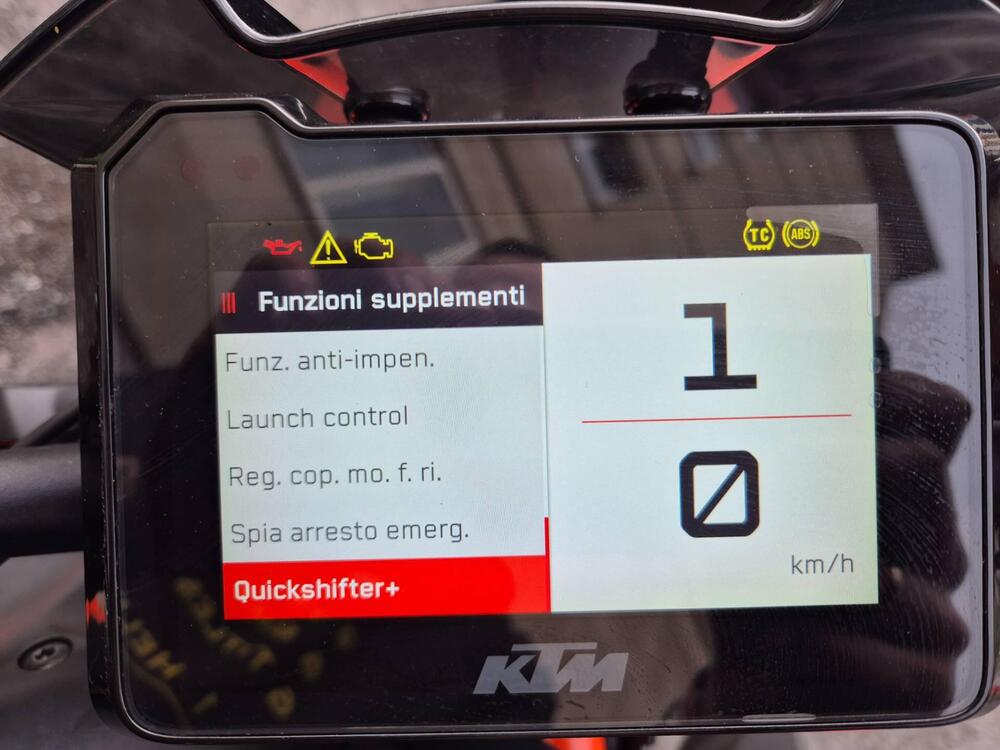 TC
ABS
Funzioni supplementi
Funz. anti-impen.
Launch control
Reg. cop. mo. f. ri.
Spia arresto emerg.
Quickshifter+
1
0
km/h
KTM